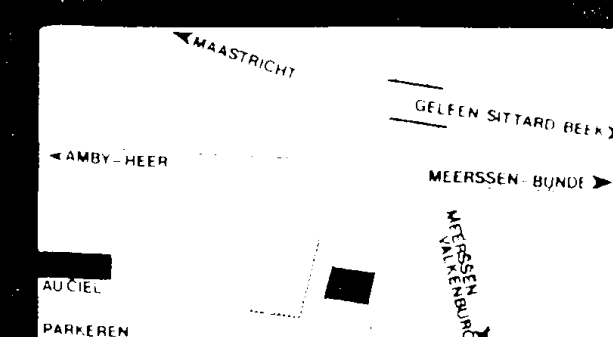 MAASTRICHT
GELEEN SITTARD BEEK
AMBY-HEER
MEERSSEN-BUNDE
MEERSSEN
VALKENBURG
AU CIEL
PARKEREN